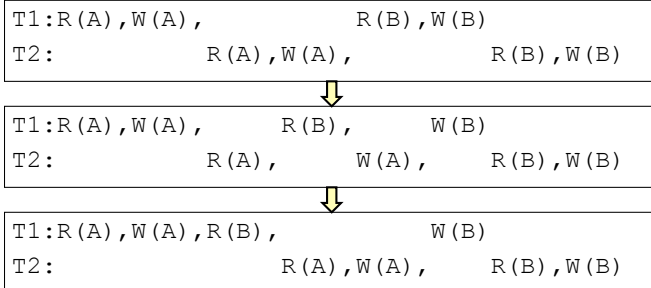 T1:R(A),W(A),           R(B),W(B)
T2:           R(A),W(A),         R(B),W(B)
T1:R(A),W(A),     R(B),     W(B)
T2:           R(A),     W(A),    R(B),W(B)
T1:R(A),W(A),R(B),          W(B)
T2:               R(A),W(A),     R(B),W(B)